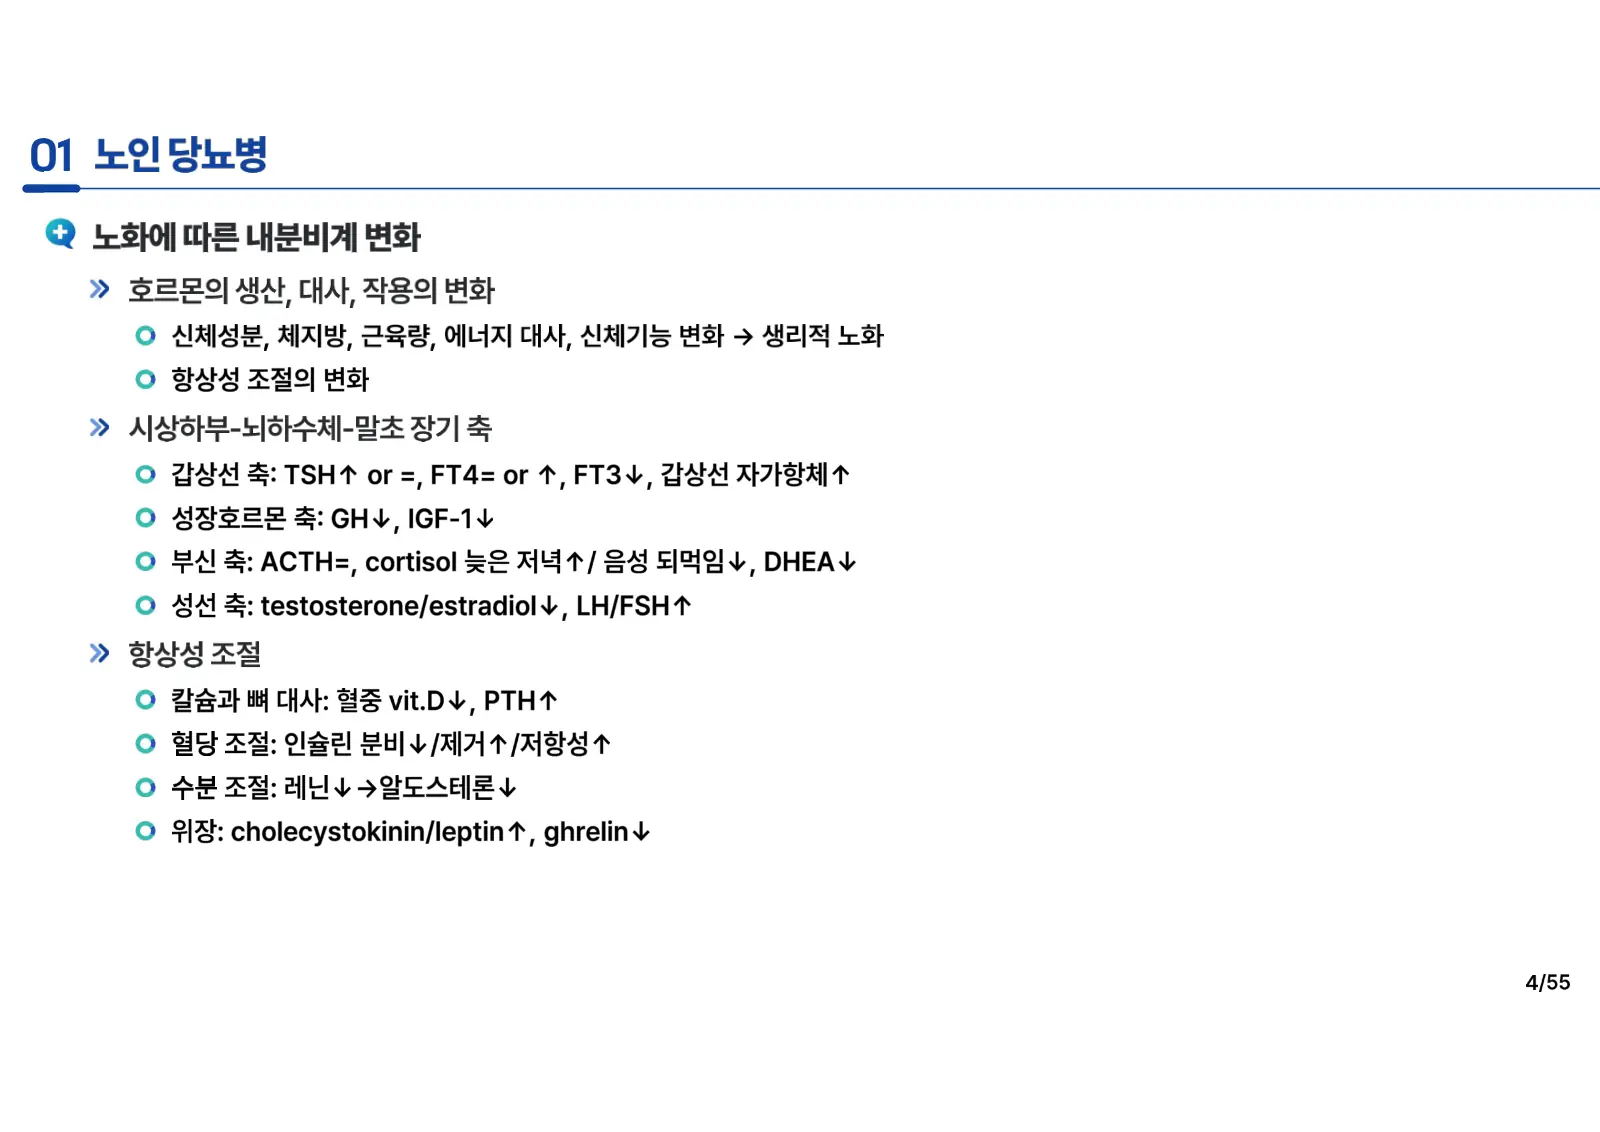 01 노인 당뇨병
노화에 따른 내분비계 변화
호르몬의 생산, 대사, 작용의 변화
신체성분, 체지방, 근육량, 에너지 대사, 신체기능 변화 → 생리적 노화
항상성 조절의 변화
시상하부-뇌하수체-말초 장기 축
갑상선 축: TSH↑ or =, FT4= or ↑, FT3↓, 갑상선 자가항체↑
성장호르몬 축: GH↓, IGF-1↓
부신 축: ACTH=, cortisol 늦은 저녁↑/ 음성 되먹임↓, DHEA↓
성선 축: testosterone/estradiol↓, LH/FSH↑
항상성 조절
칼슘과 뼈 대사: 혈중 vit.D↓, PTH↑
혈당 조절: 인슐린 분비↓/제거↑/저항성↑
수분 조절: 레닌↓→알도스테론↓
위장: cholecystokinin/leptin↑, ghrelin↓
4/55